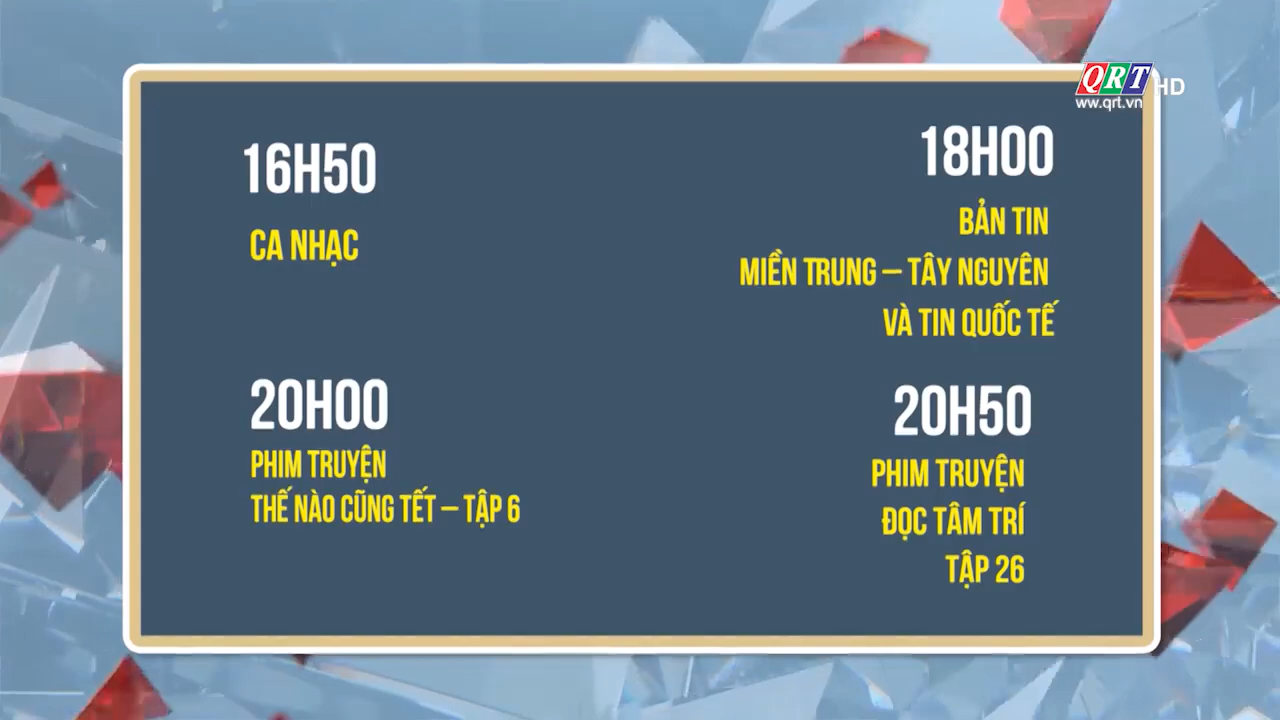 QRT HD
ww.qrt.vn
16H50
CA NHẠC
18H00
BẢN TIN
MIỀN TRUNG – TÂY NGUYÊN
VÀ TIN QUỐC TẾ
20H00
PHIM TRUYỆN
THẾ NÀO CŨNG TẾT – TẬP 6
20H50
PHIM TRUYỆN
ĐỌC TÂM TRÍ
TẬP 26